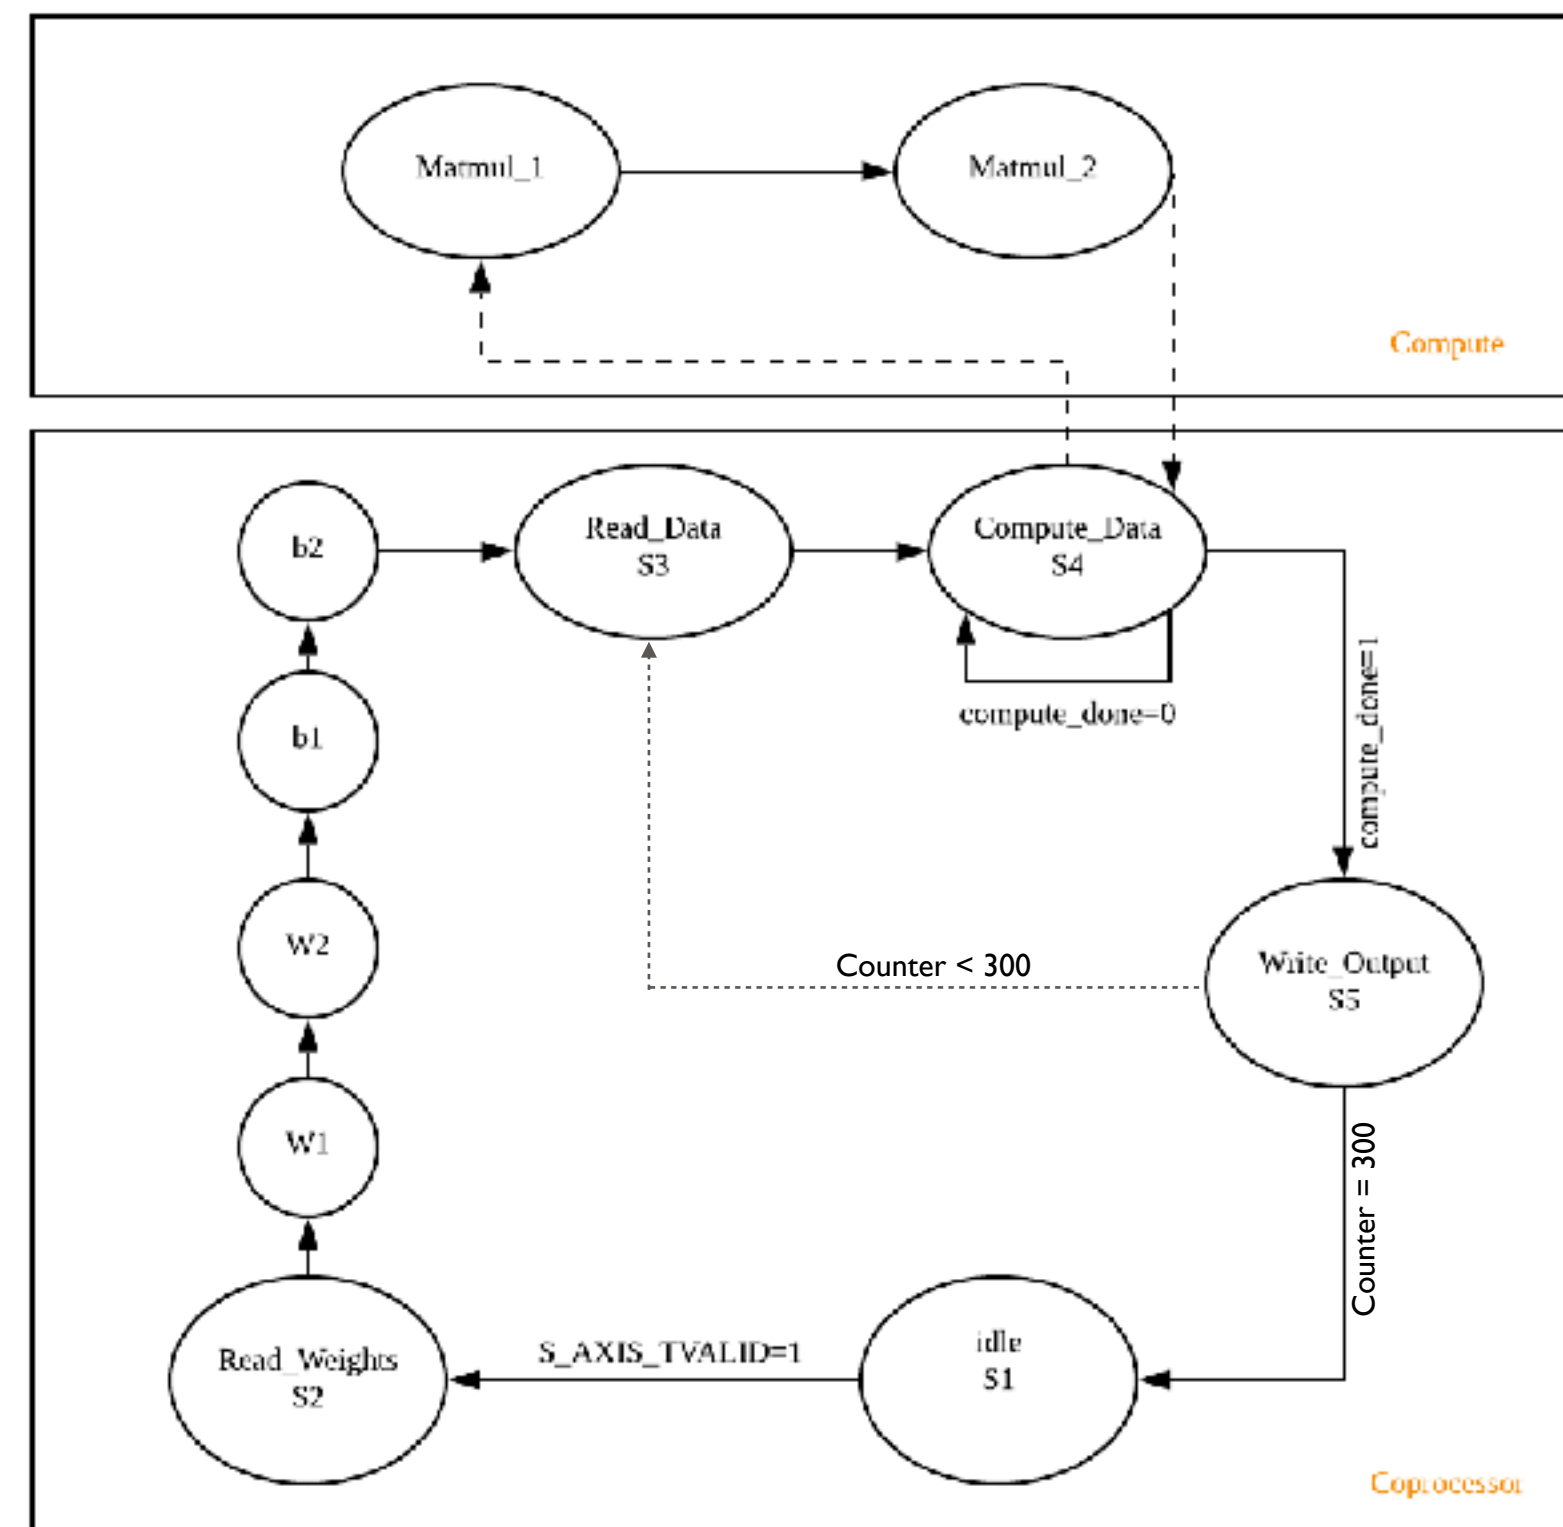 Matmul_1
Matmul_2
Compute
b2
Read_Data
S3
Compute_Data
S4
compute_done=0
compute_done=1
b1
W2
Counter < 300
Write_Output
S5
W1
Counter = 300
Read_Weights
S2
S_AXIS_TVALID=1
idle
S1
Coprocessor